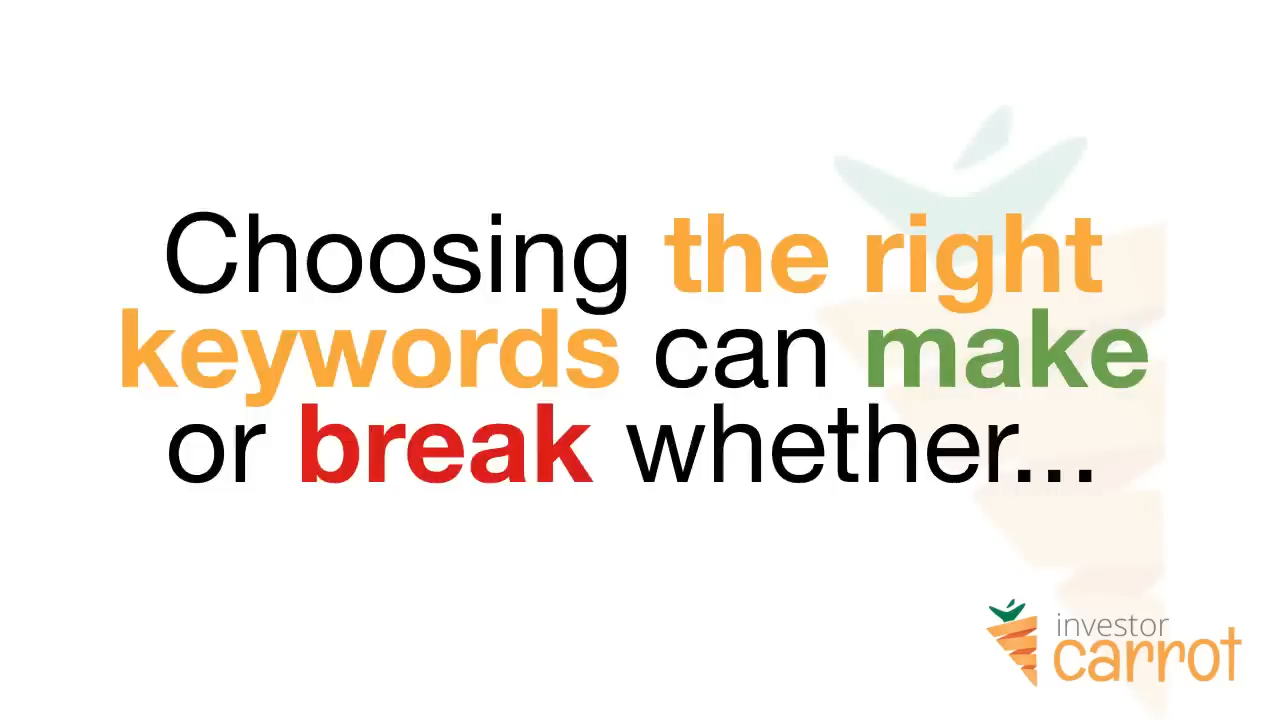 Choosing the right
keywords can make
or break whether...
investor
carrot